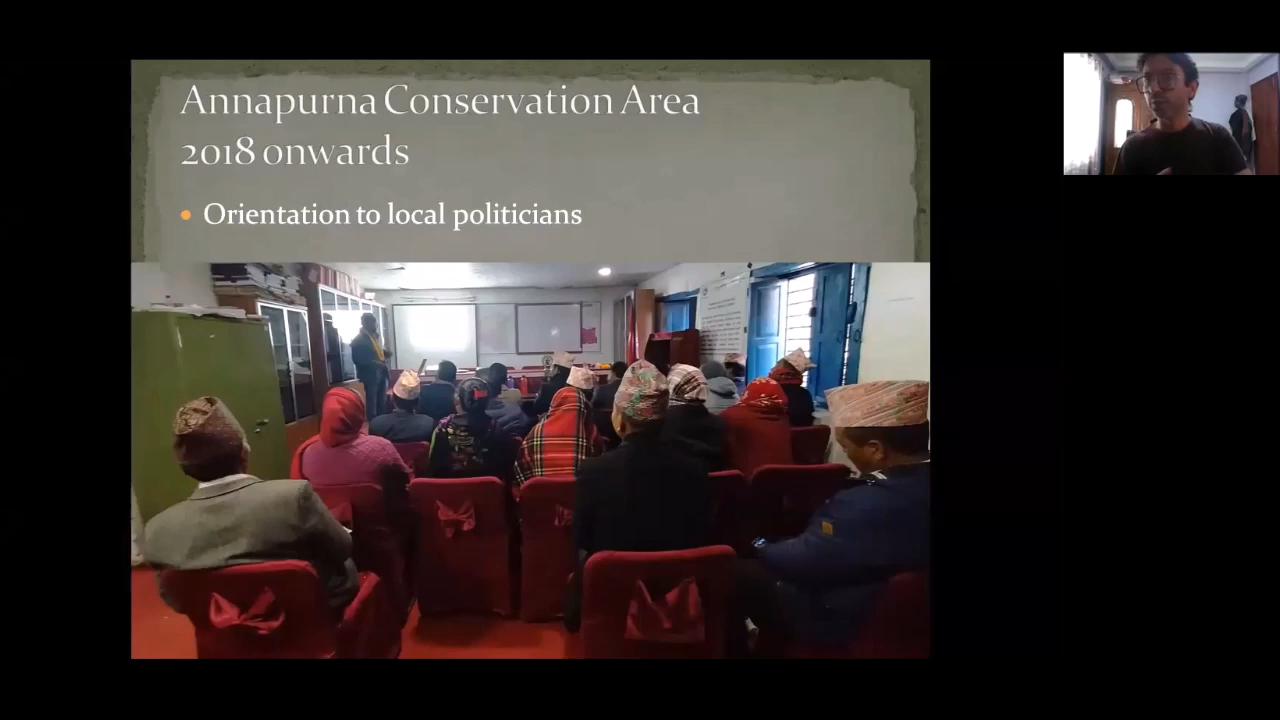 Annapurna Conservation Area
2018 onwards
Orientation to local politicians